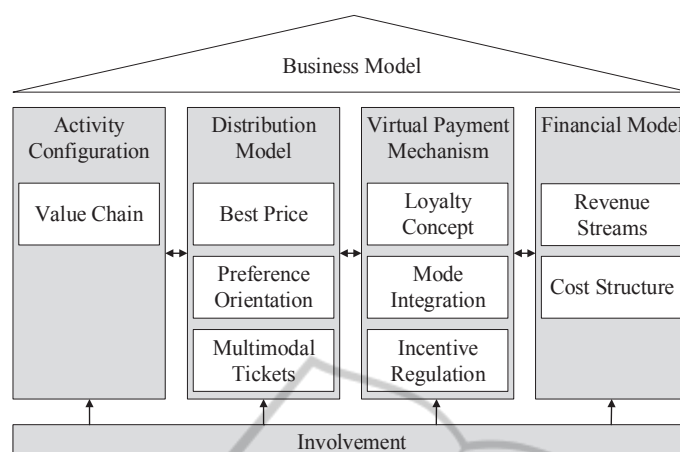 Business Model
Activity
Configuration
Value Chain
Distribution
Model
Best Price
Preference
Orientation
Multimodal
Tickets
Virtual Payment
Mechanism
Loyalty
Concept
Mode
Integration
Incentive
Regulation
Financial Model
Revenue
Streams
Cost Structure
Involvement